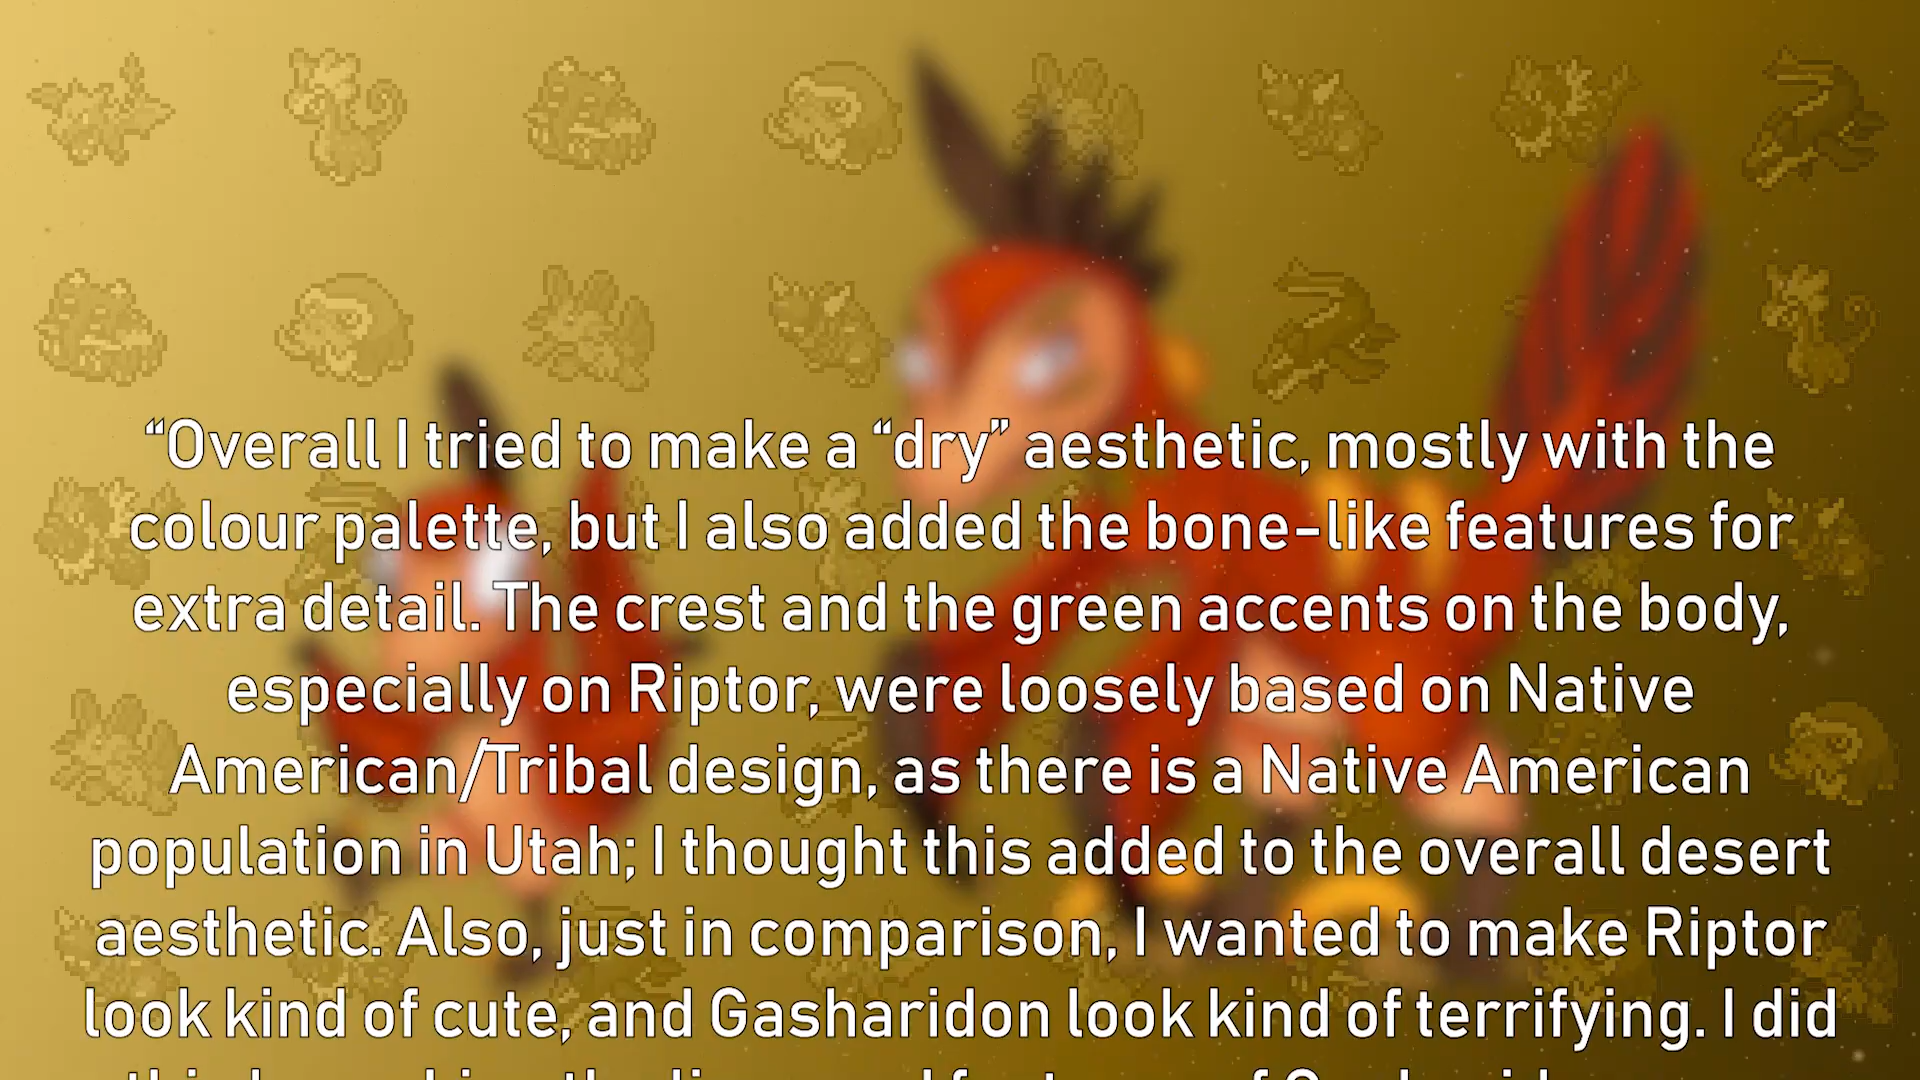 “Overall I tried to make a “dry” aesthetic, mostly with the
colour palette, but I also added the bone-like features for
extra detail. The crest and the green accents on the body,
especially on Riptor, were loosely based on Native
American/Tribal design, as there is a Native American
population in Utah; I thought this added to the overall desert
aesthetic. Also, just in comparison, I wanted to make Riptor
look kind of cute, and Gasharidon look kind of terrifying. I did